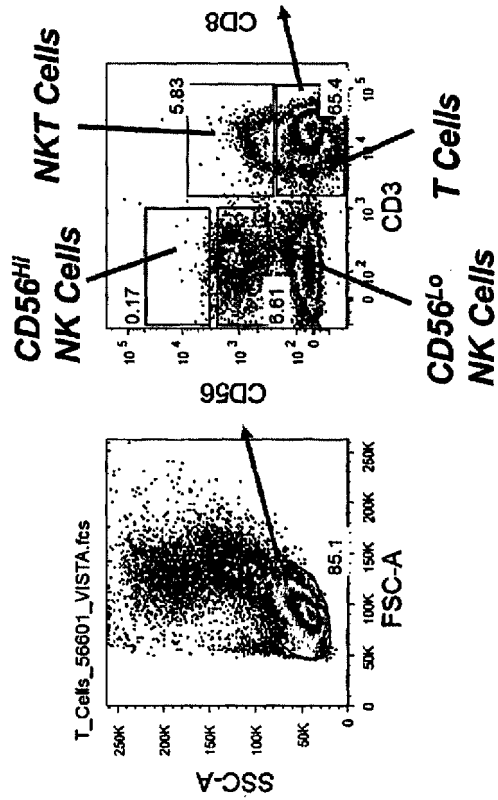 T_Cells_56601_VISTA.fcs
250K
200K
150K
100K
50K
0
SSC-A
85.1
0 50K 100K 150K 200K 250K
FSC-A
CD56^Hi
NK Cells
NKT Cells
CD56
10^5
10^4
10^3
10^2
0
0.17
5.83
6.61
65.4
0 10^2 10^3 10^4 10^5
CD3
CD8
CD56^Lo
NK Cells
T Cells